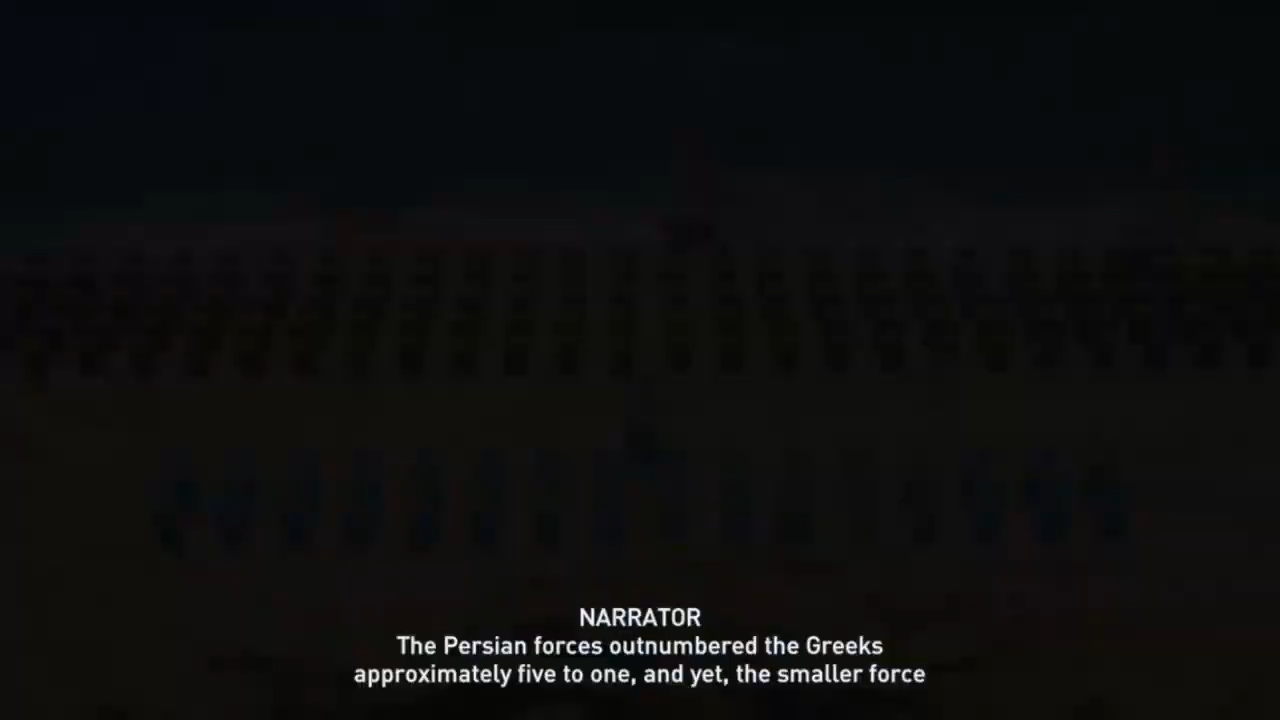 NARRATOR
The Persian forces outnumbered the Greeks
approximately five to one, and yet, the smaller force